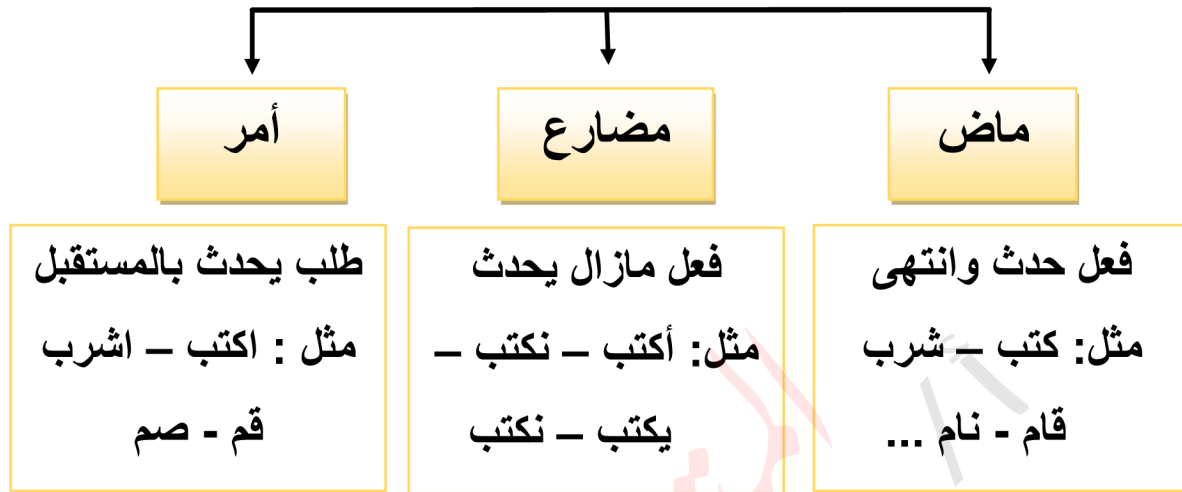 ماض
مضارع
أمر
فعل حدث وانتهى
مثل: كتب – شرب
قام - نام ...
فعل مازال يحدث
مثل: أكتب – نكتب –
يكتب – نكتب
طلب يحدث بالمستقبل
مثل : اكتب – اشرب
قم - صم